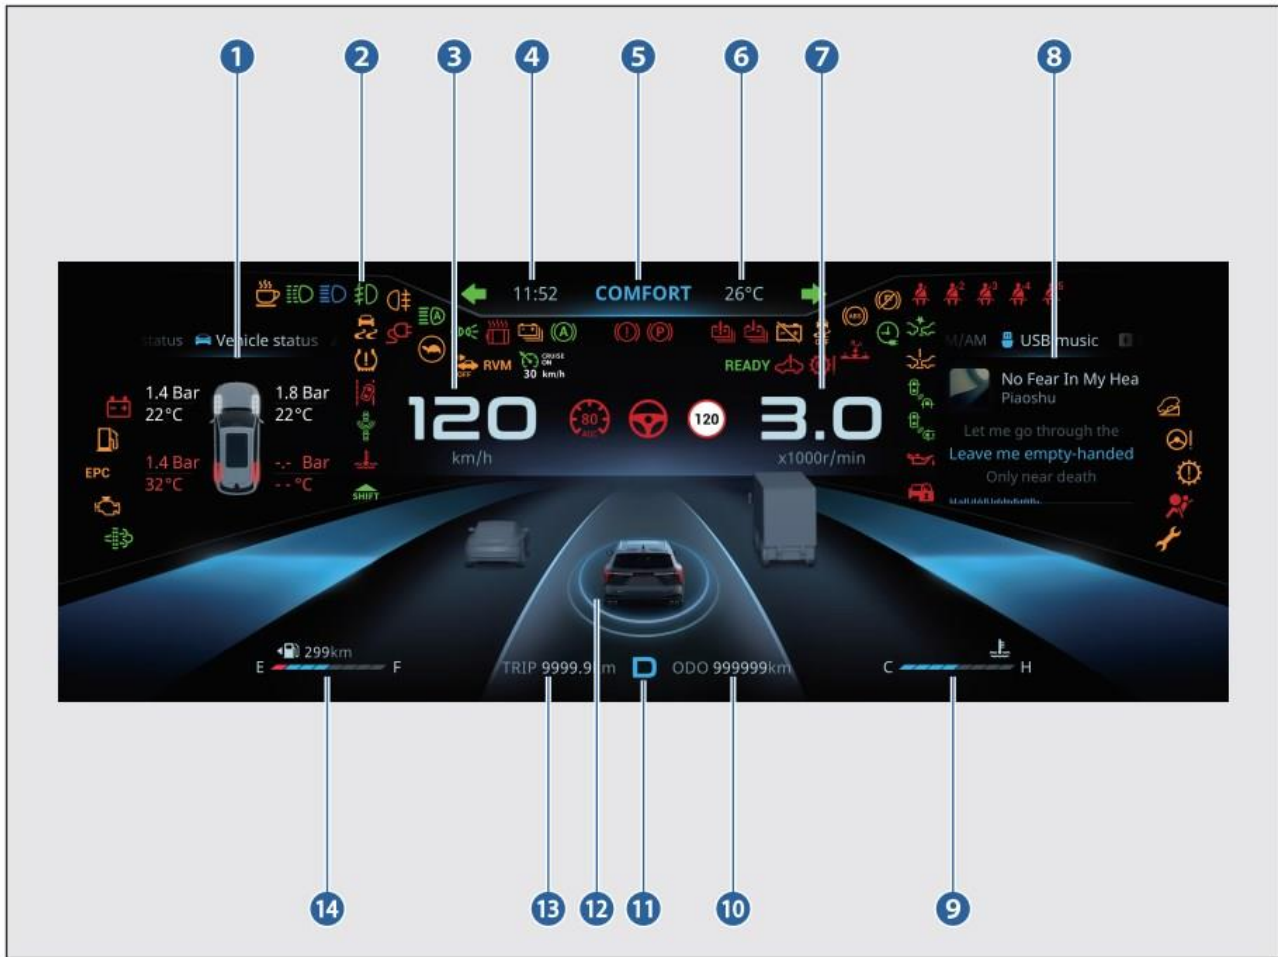 1 2 3 4 5 6 7 8
11:52 COMFORT 26°C
status Vehicle status
M/AM USB music
OFF RVM CRUISE ON 30 km/h
READY
1.4 Bar 1.8 Bar
22°C 22°C
No Fear In My Hea
Piaoshu
120 80 120 3.0
km/h x1000r/min
Let me go through the
Leave me empty-handed
Only near death
EPC
1.4 Bar -.- Bar
32°C --°C
SHIFT
299km
E F
TRIP 9999.9km D ODO 999999km
C H
14 13 12 11 10 9